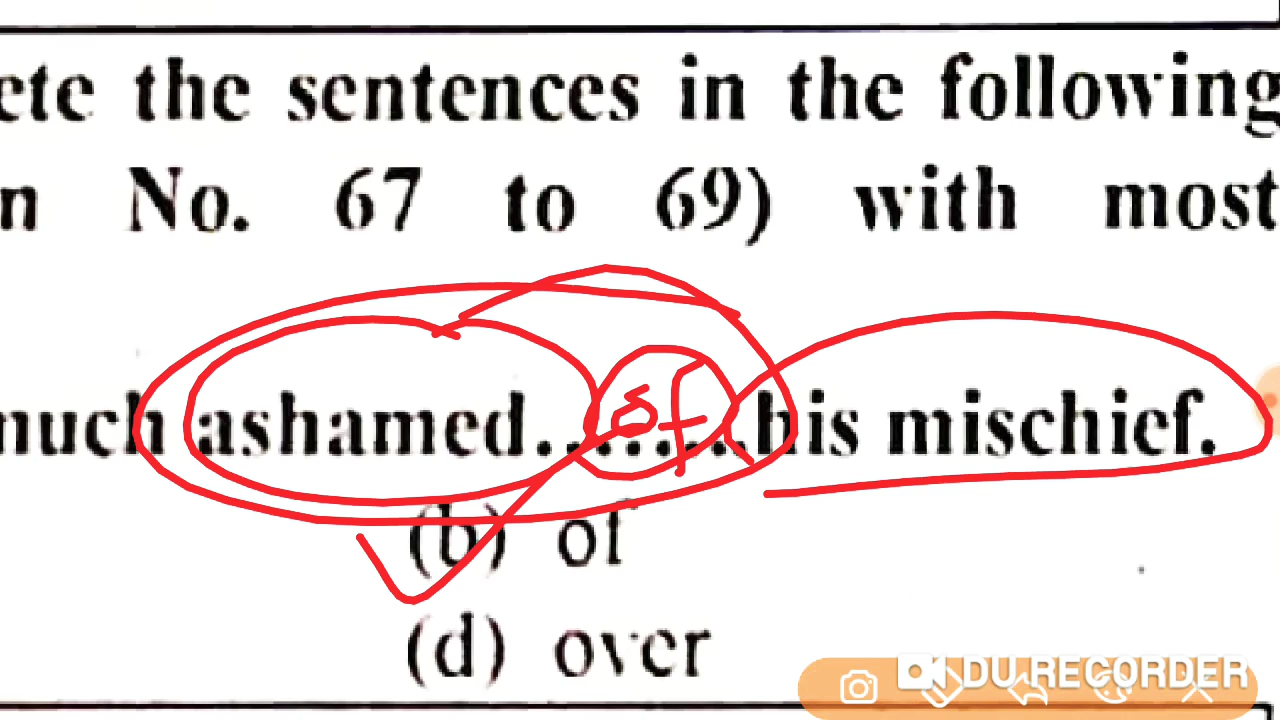 ete the sentences in the following
n No. 67 to 69) with most
much ashamed........his mischief.
of
(b) of
(d) over
DU RECORDER